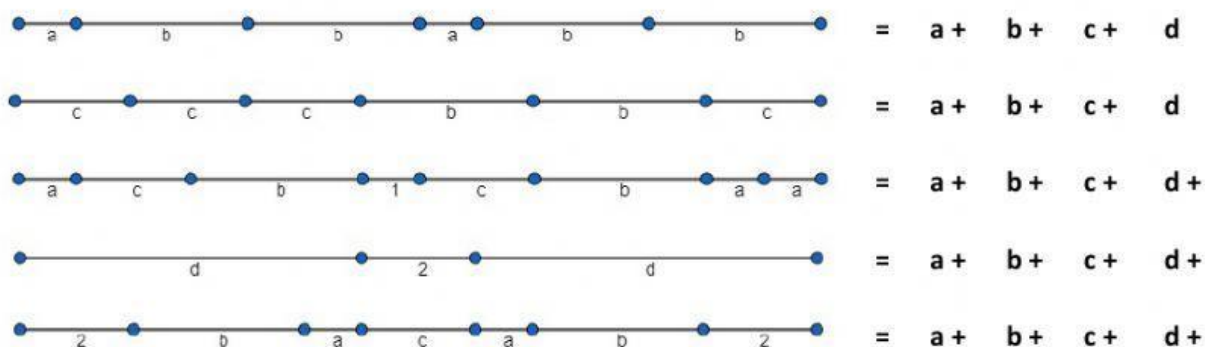 a b b a b b = a + b + c + d
c c c b b c = a + b + c + d
a c b 1 c b a a = a + b + c + d +
d 2 d = a + b + c + d +
2 b a c a b 2 = a + b + c + d +